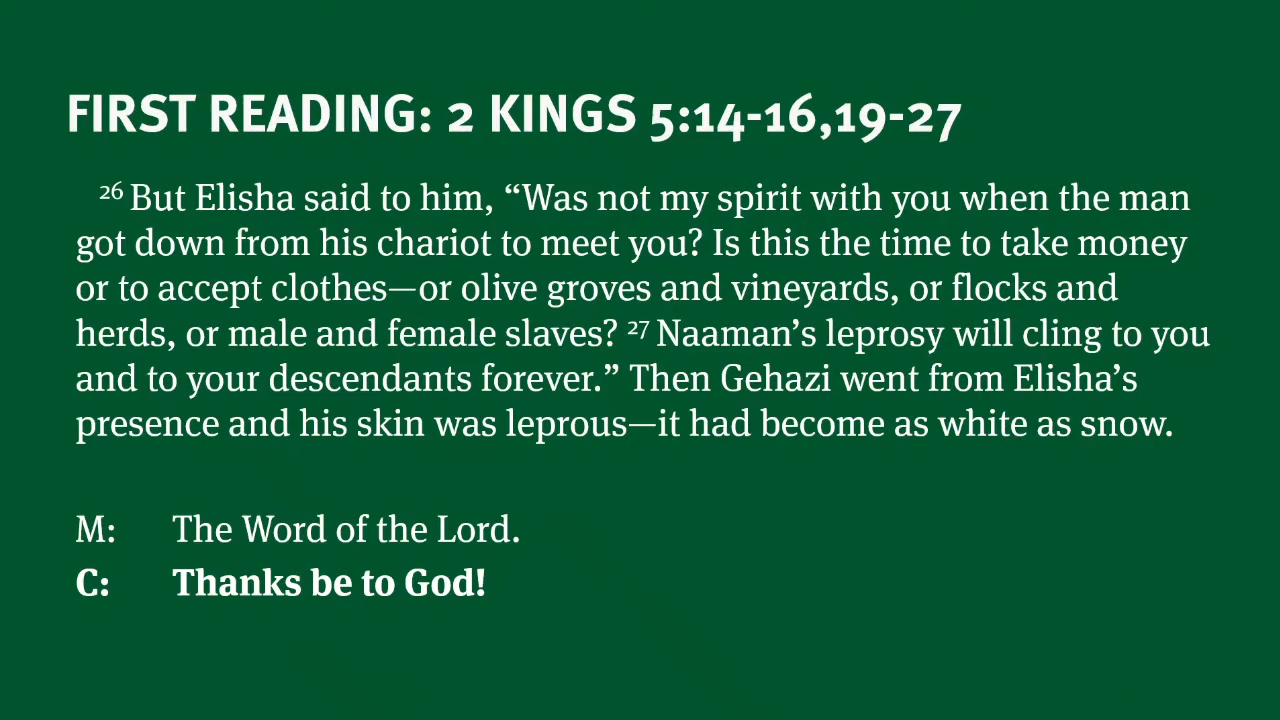 FIRST READING: 2 KINGS 5:14-16,19-27
26 But Elisha said to him, “Was not my spirit with you when the man
got down from his chariot to meet you? Is this the time to take money
or to accept clothes—or olive groves and vineyards, or flocks and
herds, or male and female slaves? 27 Naaman’s leprosy will cling to you
and to your descendants forever.” Then Gehazi went from Elisha’s
presence and his skin was leprous—it had become as white as snow.
M: The Word of the Lord.
C: Thanks be to God!